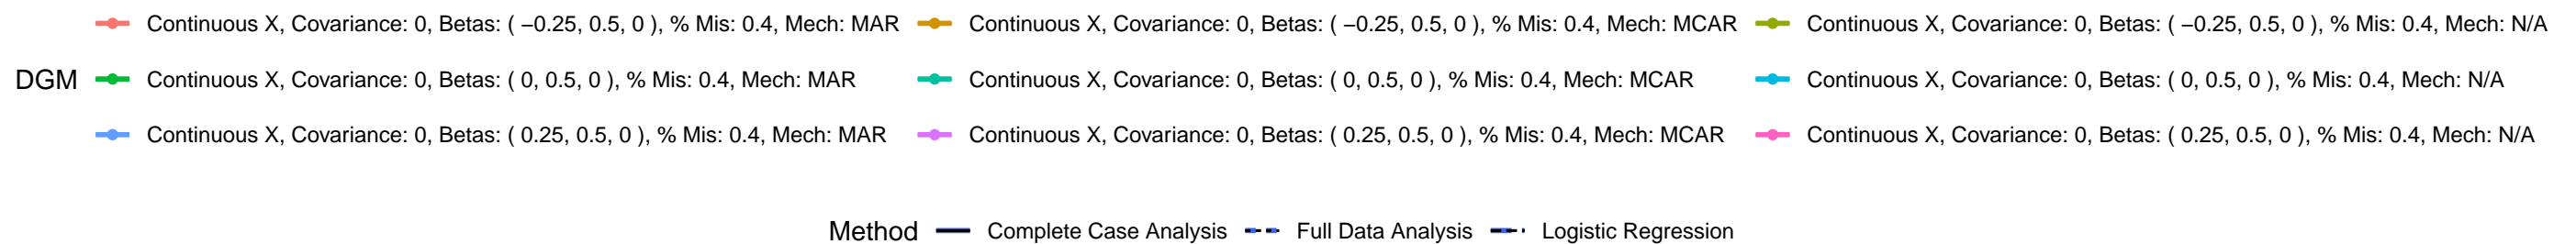 Continuous X, Covariance: 0, Betas: ( −0.25, 0.5, 0 ), % Mis: 0.4, Mech: MAR Continuous X, Covariance: 0, Betas: ( −0.25, 0.5, 0 ), % Mis: 0.4, Mech: MCAR Continuous X, Covariance: 0, Betas: ( −0.25, 0.5, 0 ), % Mis: 0.4, Mech: N/A
DGM Continuous X, Covariance: 0, Betas: ( 0, 0.5, 0 ), % Mis: 0.4, Mech: MAR Continuous X, Covariance: 0, Betas: ( 0, 0.5, 0 ), % Mis: 0.4, Mech: MCAR Continuous X, Covariance: 0, Betas: ( 0, 0.5, 0 ), % Mis: 0.4, Mech: N/A
Continuous X, Covariance: 0, Betas: ( 0.25, 0.5, 0 ), % Mis: 0.4, Mech: MAR Continuous X, Covariance: 0, Betas: ( 0.25, 0.5, 0 ), % Mis: 0.4, Mech: MCAR Continuous X, Covariance: 0, Betas: ( 0.25, 0.5, 0 ), % Mis: 0.4, Mech: N/A
Method Complete Case Analysis Full Data Analysis Logistic Regression